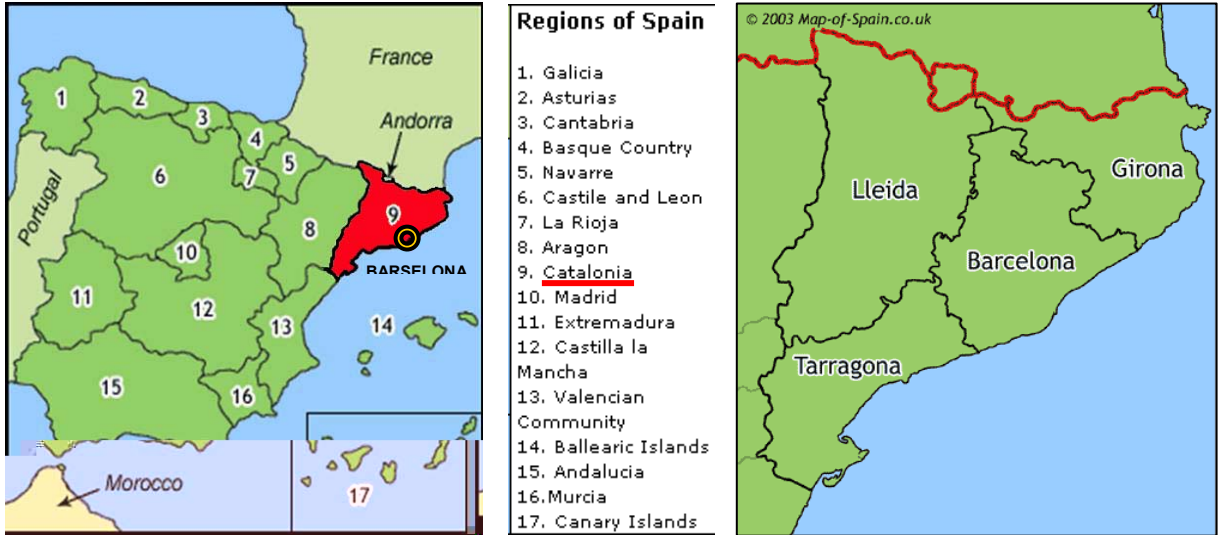 France
Andorra
Portugal
1
2
3
4
5
6
7
8
9
10
11
12
13
14
15
16
BARSELONA
Morocco
17
Regions of Spain
1. Galicia
2. Asturias
3. Cantabria
4. Basque Country
5. Navarre
6. Castile and Leon
7. La Rioja
8. Aragon
9. Catalonia
10. Madrid
11. Extremadura
12. Castilla la
Mancha
13. Valencian
Community
14. Ballearic Islands
15. Andalucia
16.Murcia
17. Canary Islands
© 2003 Map-of-Spain.co.uk
Girona
Lleida
Barcelona
Tarragona